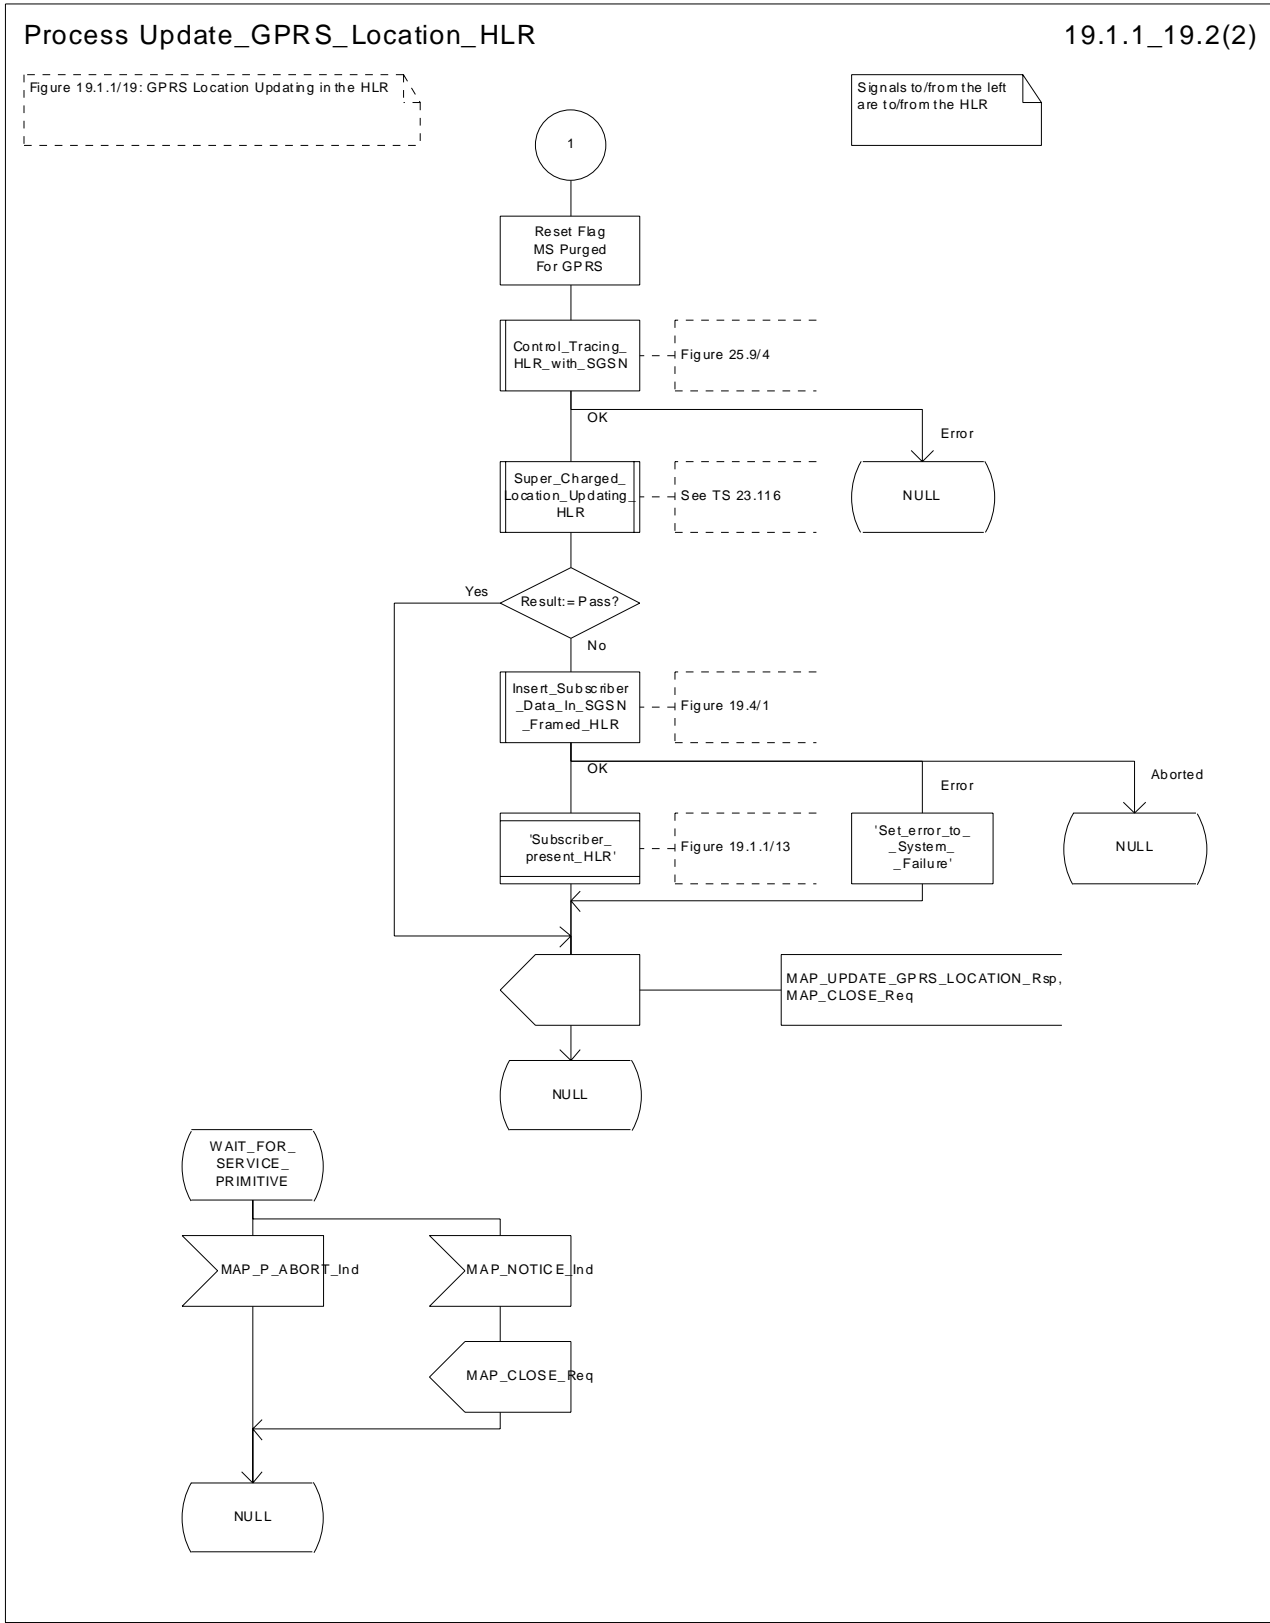 Process Update_GPRS_Location_HLR
19.1.1_19.2(2)
Figure 19.1.1/19: GPRS Location Updating in the HLR
Signals to/from the left
are to/from the HLR
1
Reset Flag
MS Purged
For GPRS
Control_Tracing_
HLR_with_SGSN
Figure 25.9/4
OK
Error
Super_Charged_
Location_Updating_
HLR
See TS 23.116
NULL
Yes
Result:= Pass?
No
Insert_Subscriber
_Data_In_SGSN
_Framed_HLR
Figure 19.4/1
OK
Error
Aborted
'Subscriber_
present_HLR'
Figure 19.1.1/13
'Set_error_to_
_System_
_Failure'
NULL
MAP_UPDATE_GPRS_LOCATION_Rsp,
MAP_CLOSE_Req
NULL
WAIT_FOR_
SERVICE_
PRIMITIVE
MAP_P_ABORT_Ind
MAP_NOTICE_Ind
MAP_CLOSE_Req
NULL